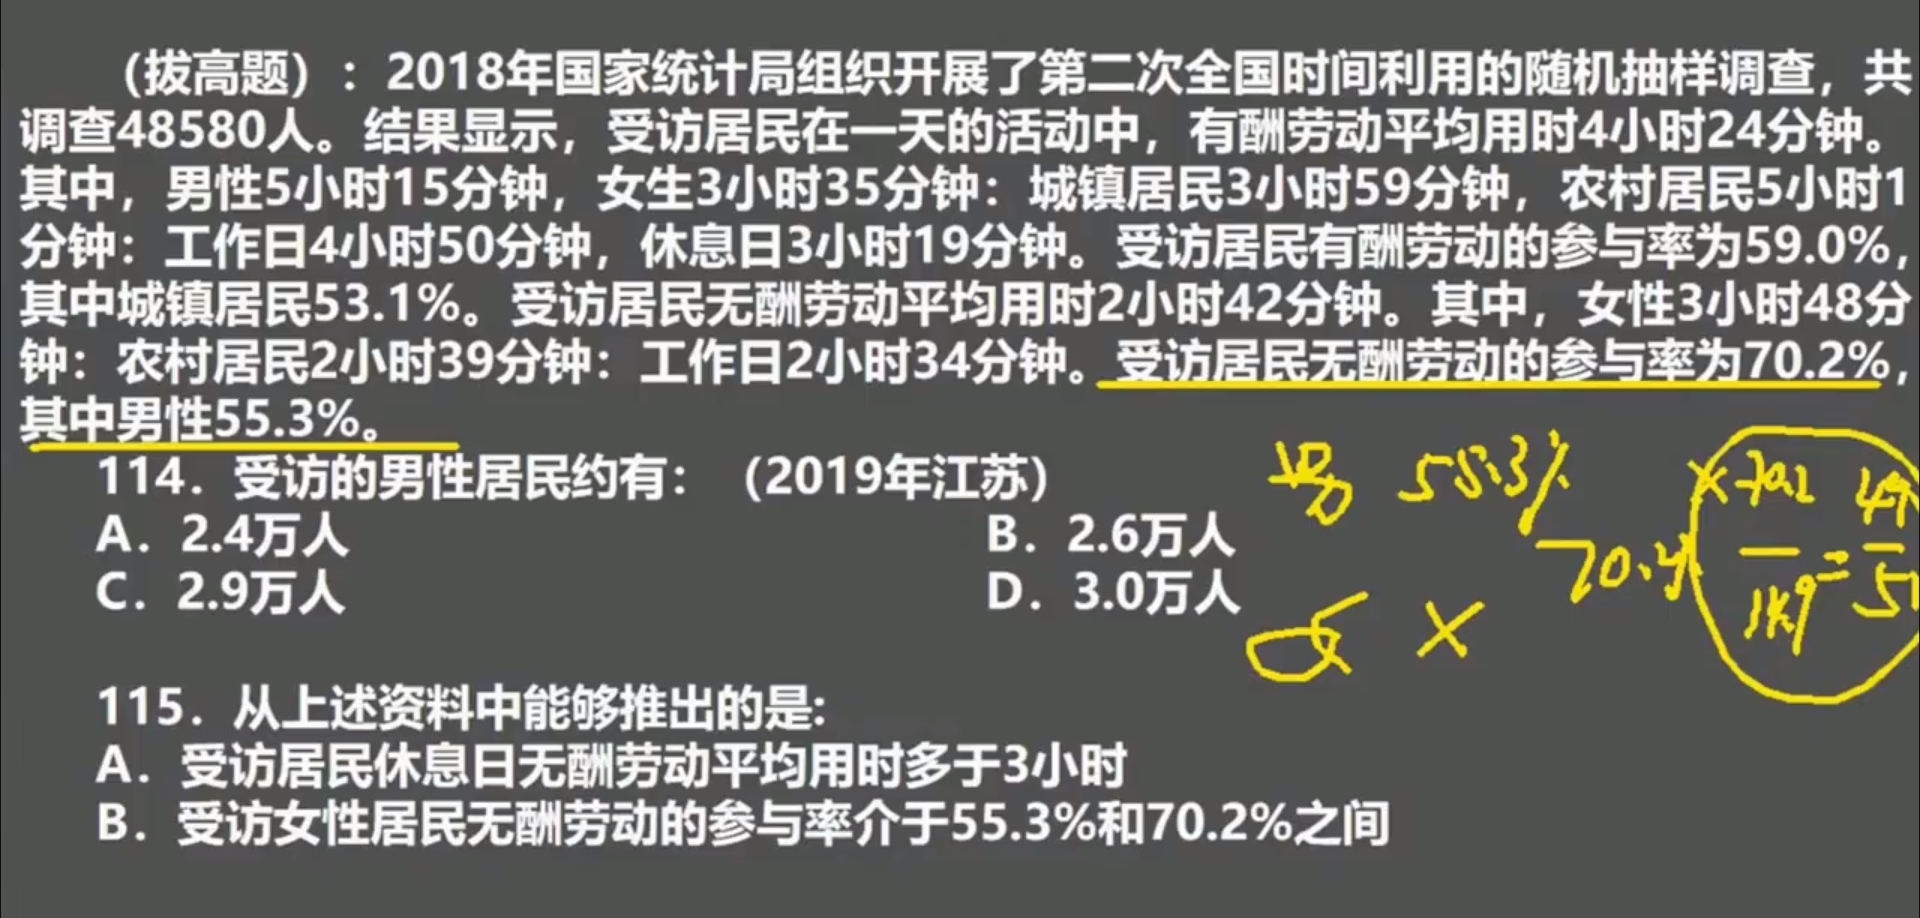 （拔高题）：2018年国家统计局组织开展了第二次全国时间利用的随机抽样调查，共
调查48580人。结果显示，受访居民在一天的活动中，有酬劳动平均用时4小时24分钟。
其中，男性5小时15分钟，女生3小时35分钟：城镇居民3小时59分钟，农村居民5小时1
分钟：工作日4小时50分钟，休息日3小时19分钟。受访居民有酬劳动的参与率为59.0%，
其中城镇居民53.1%。受访居民无酬劳动平均用时2小时42分钟。其中，女性3小时48分
钟：农村居民2小时39分钟：工作日2小时34分钟。受访居民无酬劳动的参与率为70.2%，
其中男性55.3%。
114．受访的男性居民约有：（2019年江苏）
A．2.4万人 B．2.6万人
C．2.9万人 D．3.0万人
55.3%
115．从上述资料中能够推出的是:
A．受访居民休息日无酬劳动平均用时多于3小时
B．受访女性居民无酬劳动的参与率介于55.3%和70.2%之间